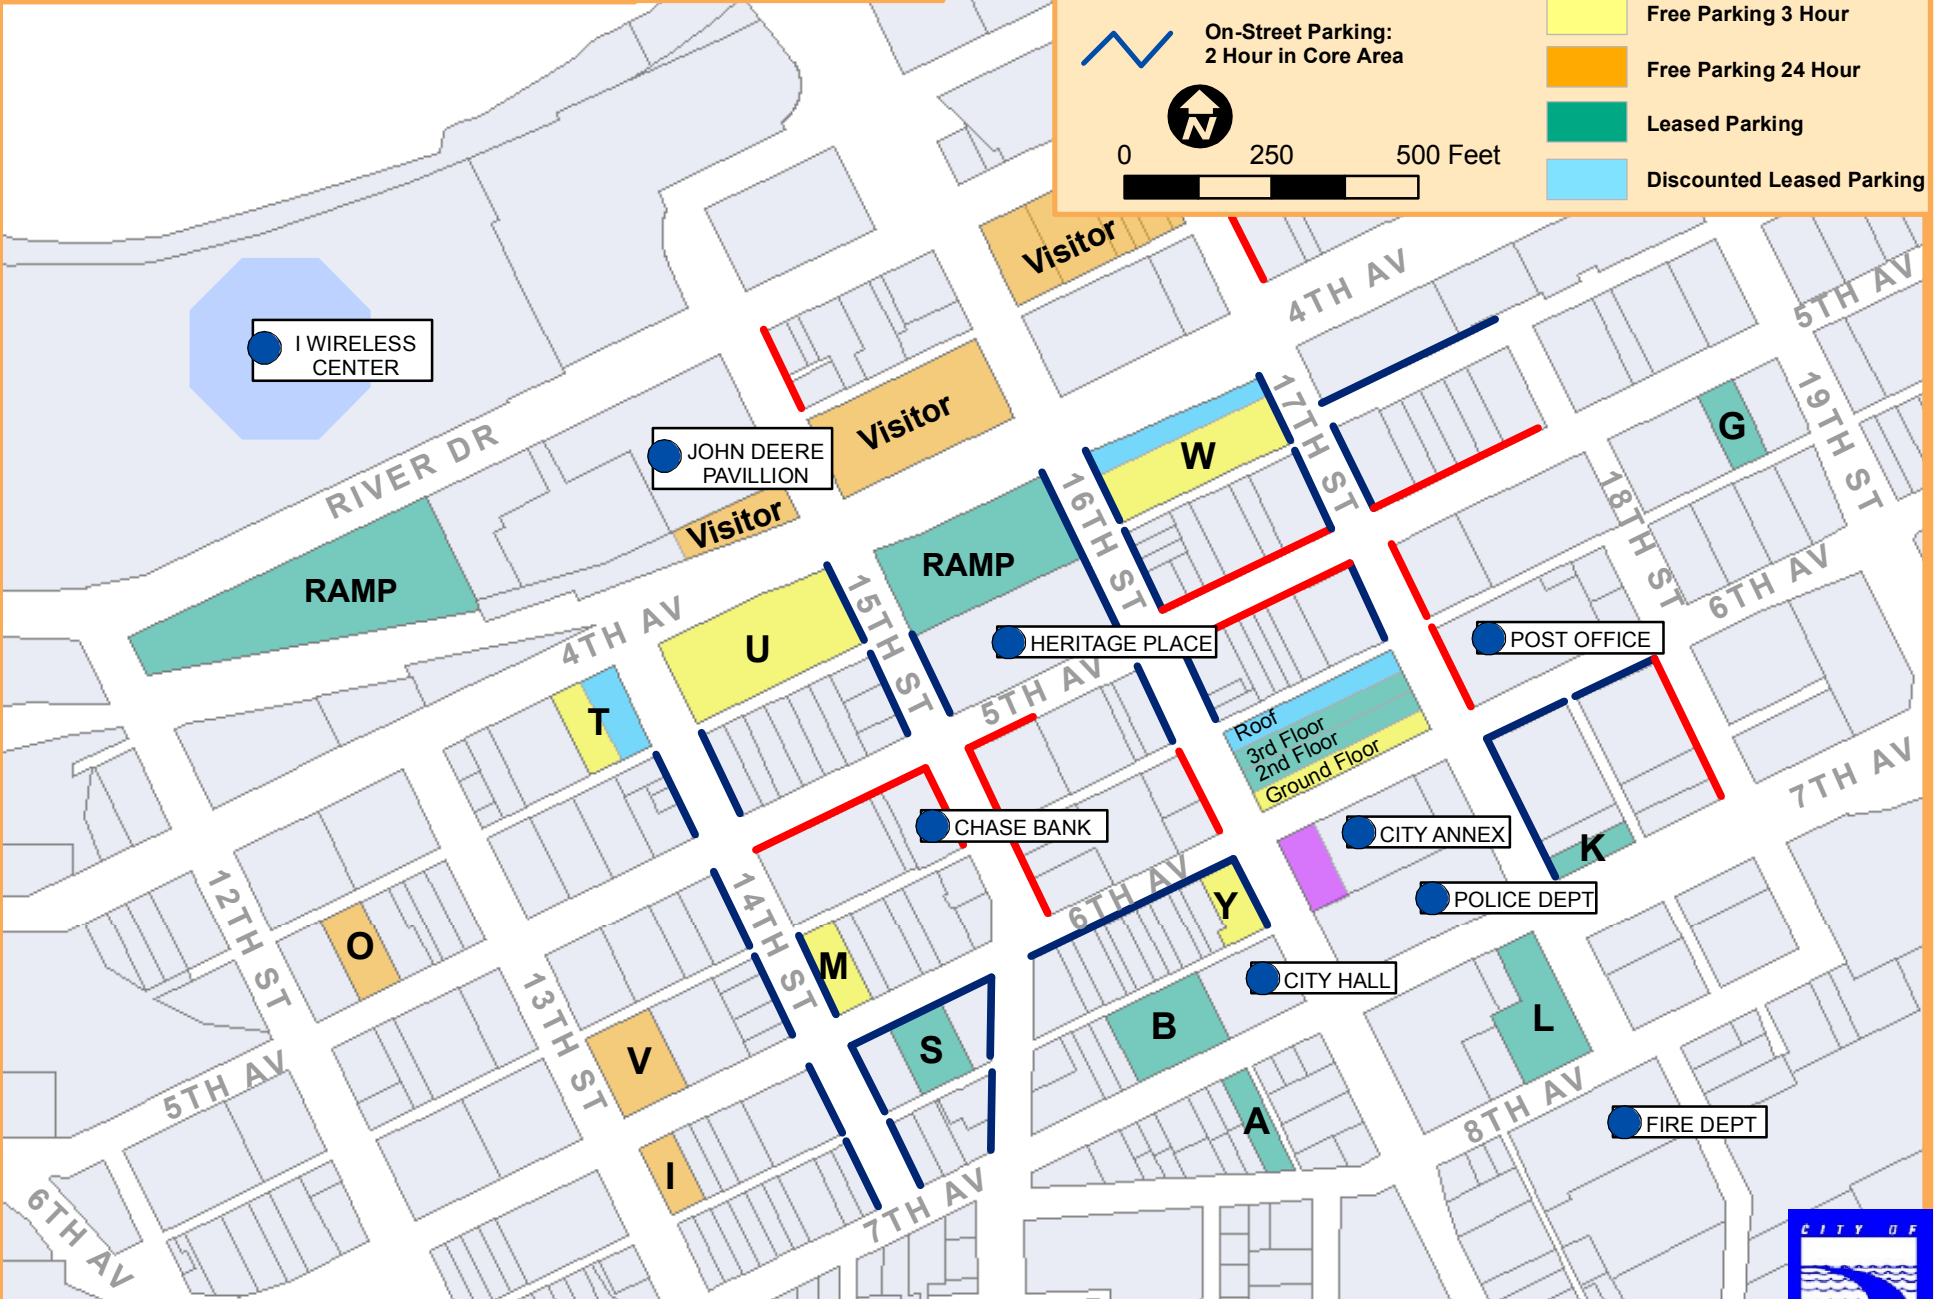 On-Street Parking:
2 Hour in Core Area
N
0 250 500 Feet
Free Parking 3 Hour
Free Parking 24 Hour
Leased Parking
Discounted Leased Parking
Visitor
4TH AV
5TH AV
I WIRELESS
CENTER
17TH ST
19TH ST
G
Visitor
W
JOHN DEERE
PAVILLION
RIVER DR
16TH ST
18TH ST
Visitor
RAMP
RAMP
6TH AV
15TH ST
4TH AV
U
HERITAGE PLACE
POST OFFICE
5TH AV
T
Roof
3rd Floor
2nd Floor
Ground Floor
7TH AV
CHASE BANK
CITY ANNEX
K
12TH ST
14TH ST
6TH AV
Y
POLICE DEPT
O
M
CITY HALL
13TH ST
S
B
L
V
5TH AV
A
8TH AV
FIRE DEPT
I
6TH AV
7TH AV
CITY OF